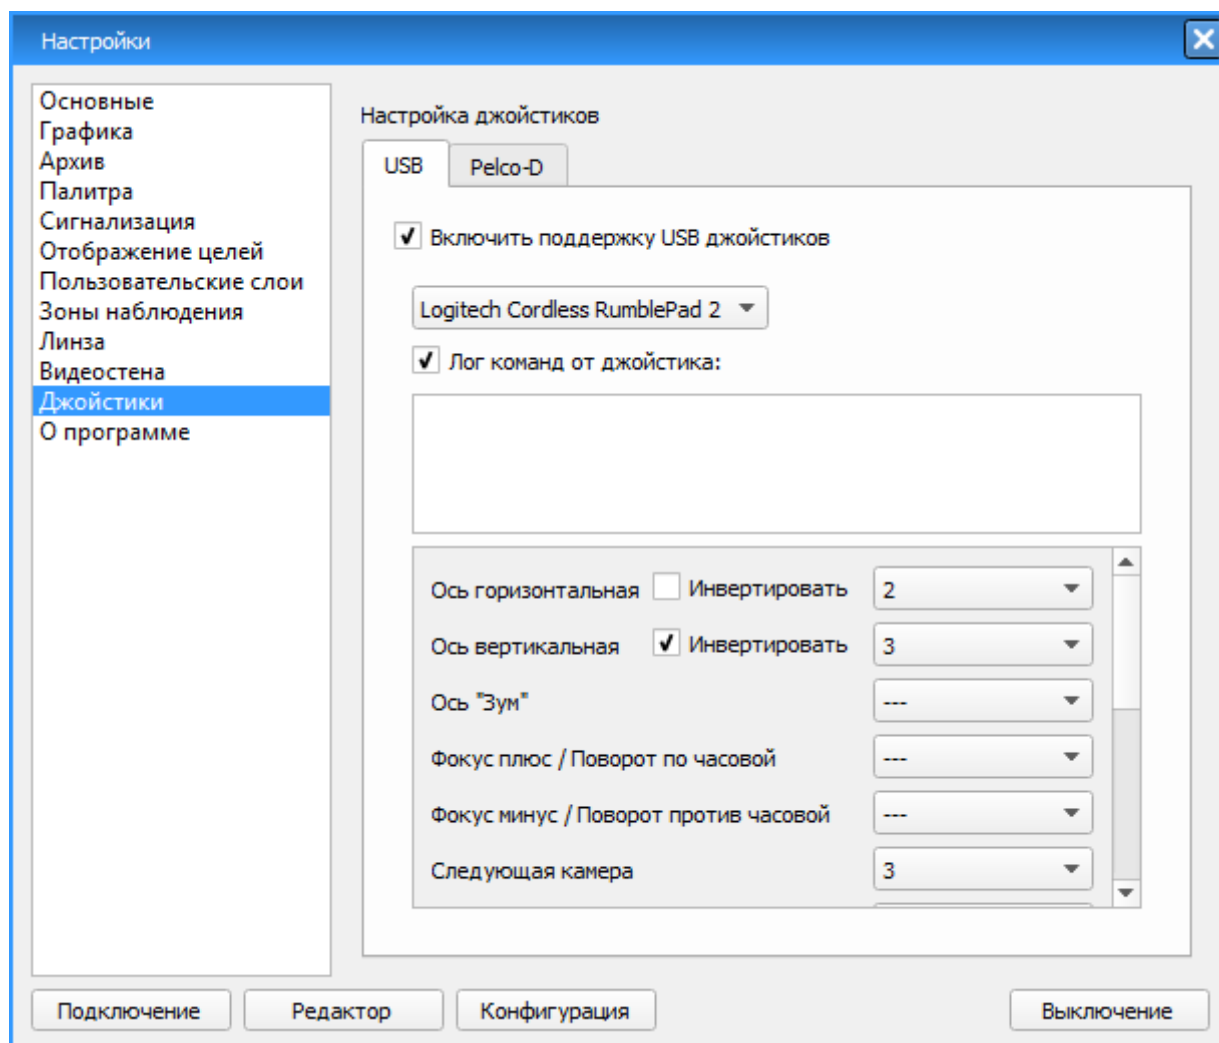 Настройки
Основные
Графика
Архив
Палитра
Сигнализация
Отображение целей
Пользовательские слои
Зоны наблюдения
Линза
Видеостена
Джойстики
О программе
Настройка джойстиков
USB Pelco-D
Включить поддержку USB джойстиков
Logitech Cordless RumblePad 2
Лог команд от джойстика:
Ось горизонтальная Инвертировать 2
Ось вертикальная Инвертировать 3
Ось "Зум" ---
Фокус плюс / Поворот по часовой ---
Фокус минус / Поворот против часовой ---
Следующая камера 3
Подключение Редактор Конфигурация Выключение